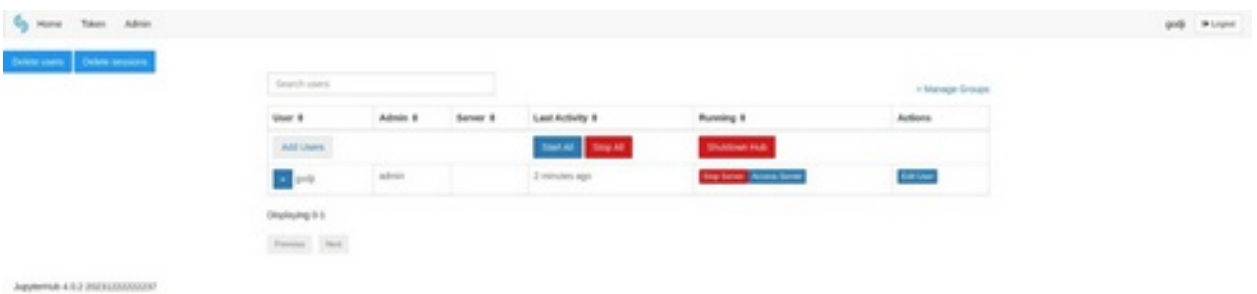 Home Token Admin godji Logout
Delete users Delete sessions
Search users
+ Manage Groups
User Admin Server Last Activity Running Actions
Add Users Start All Stop All Shutdown Hub
godji admin 2 minutes ago Stop Server Access Server Edit User
Displaying 0-1
Previous Next
JupyterHub 4.0.2